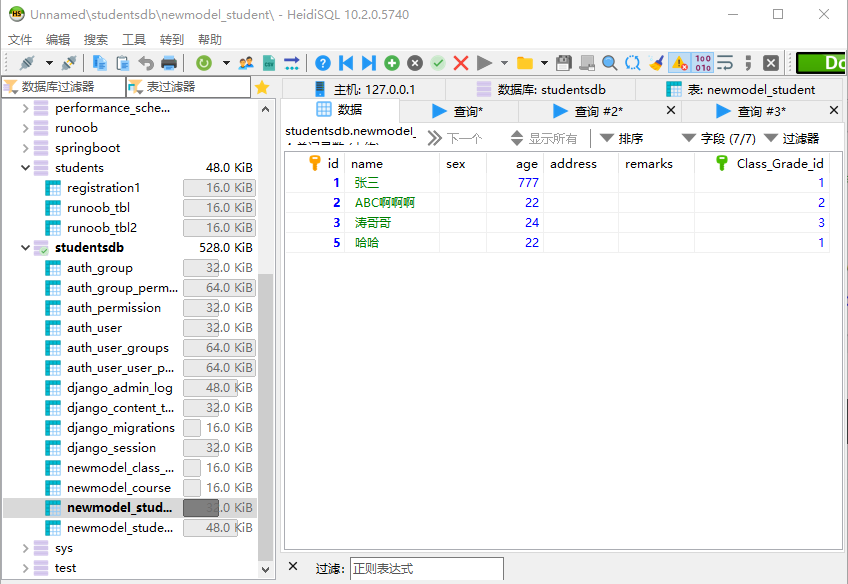 Unnamed\studentsdb\newmodel_student\ - HeidiSQL 10.2.0.5740
文件 编辑 搜索 工具 转到 帮助
Do
数据库过滤器 表过滤器
performance_sche...
runoob
springboot
students 48.0 KiB
registration1 16.0 KiB
runoob_tbl 16.0 KiB
runoob_tbl2 16.0 KiB
studentsdb 528.0 KiB
auth_group 32.0 KiB
auth_group_perm... 64.0 KiB
auth_permission 32.0 KiB
auth_user 32.0 KiB
auth_user_groups 64.0 KiB
auth_user_user_p... 64.0 KiB
django_admin_log 48.0 KiB
django_content_t... 32.0 KiB
django_migrations 16.0 KiB
django_session 32.0 KiB
newmodel_class_... 16.0 KiB
newmodel_course 16.0 KiB
newmodel_stud... 32.0 KiB
newmodel_stude... 48.0 KiB
sys
test
主机: 127.0.0.1 数据库: studentsdb 表: newmodel_student
数据 查询* 查询 #2* 查询 #3*
studentsdb.newmodel_
下一个 显示所有 排序 字段 (7/7) 过滤器
id name sex age address remarks Class_Grade_id
1 张三 777 1
2 ABC啊啊啊 22 2
3 涛哥哥 24 3
5 哈哈 22 1
过滤: 正则表达式